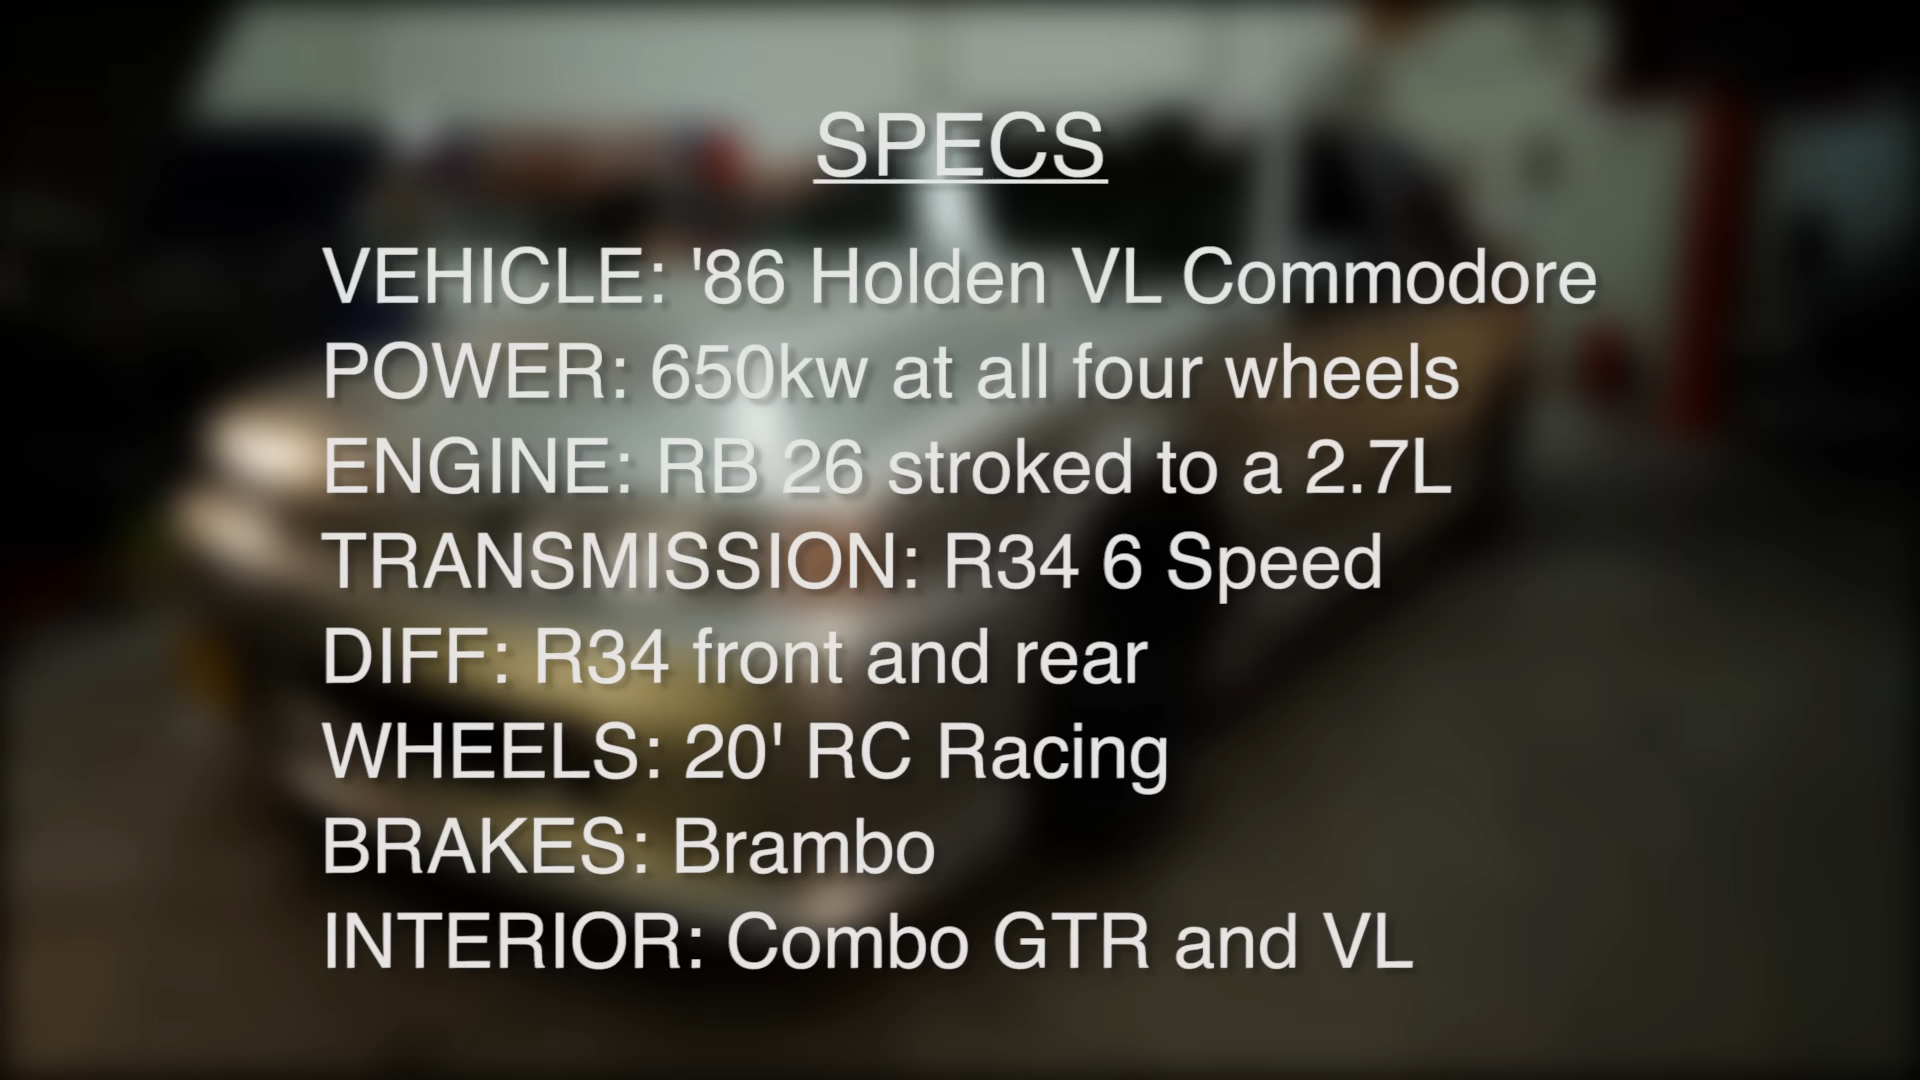 SPECS
VEHICLE: '86 Holden VL Commodore
POWER: 650kw at all four wheels
ENGINE: RB 26 stroked to a 2.7L
TRANSMISSION: R34 6 Speed
DIFF: R34 front and rear
WHEELS: 20' RC Racing
BRAKES: Brambo
INTERIOR: Combo GTR and VL